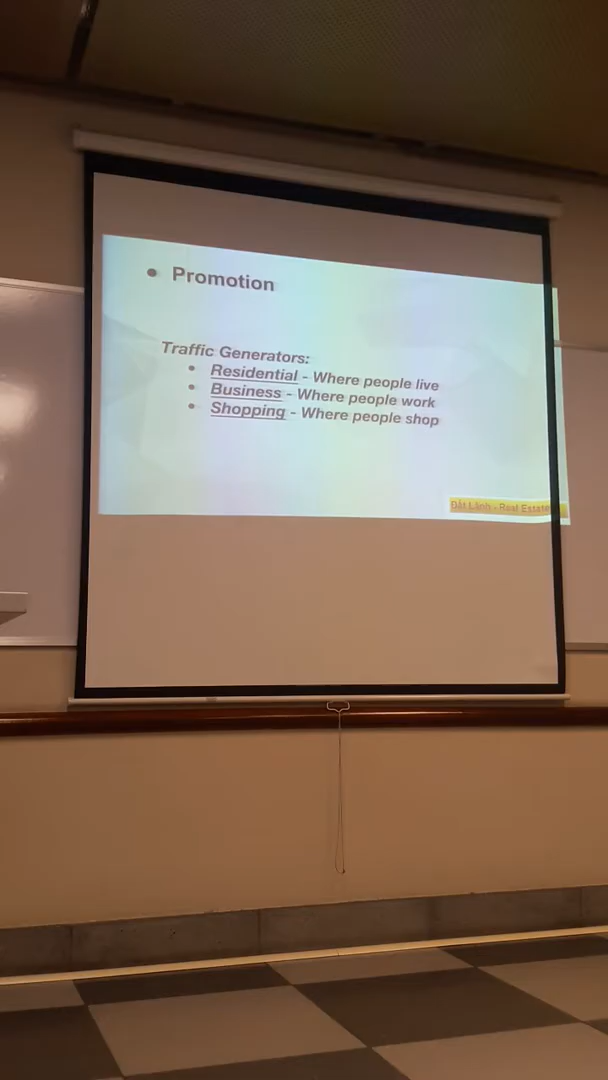 • Promotion
Traffic Generators:
• Residential - Where people live
• Business - Where people work
• Shopping - Where people shop
Đất Lành - Real Estate